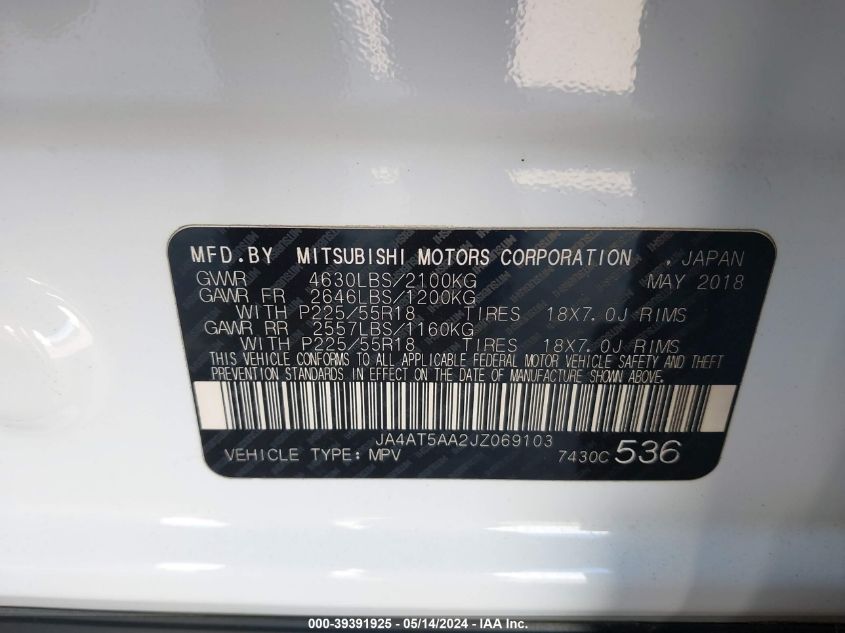 MFD.BY MITSUBISHI MOTORS CORPORATION , JAPAN
GVWR 4630LBS/2100KG MAY 2018
GAWR FR 2646LBS/1200KG
WITH P225/55R18 TIRES 18X7.0J RIMS
GAWR RR 2557LBS/1160KG
WITH P225/55R18 TIRES 18X7.0J RIMS
THIS VEHICLE CONFORMS TO ALL APPLICABLE FEDERAL MOTOR VEHICLE SAFETY AND THEFT
PREVENTION STANDARDS IN EFFECT ON THE DATE OF MANUFACTURE SHOWN ABOVE.
JA4AT5AA2JZ069103
VEHICLE TYPE: MPV 7430C 536
000-39391925 - 05/14/2024 - IAA Inc.